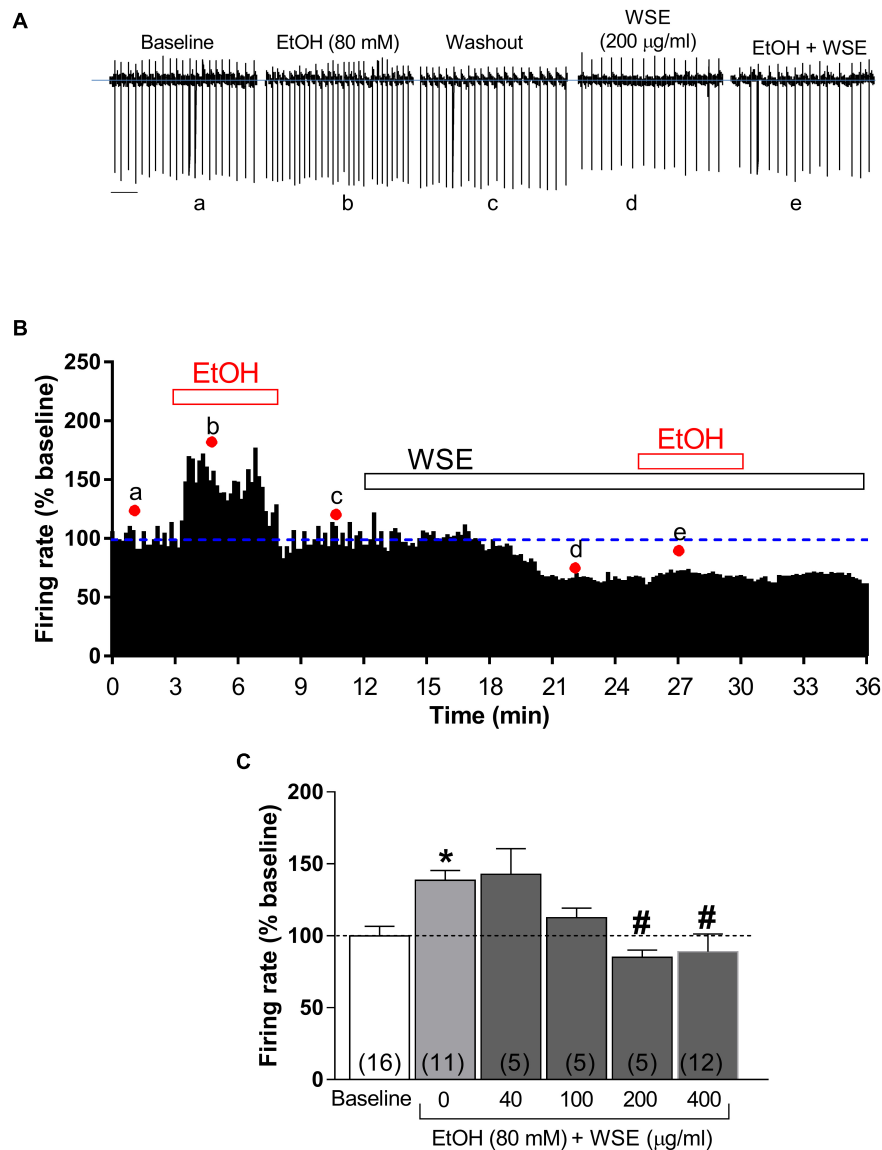 A
Baseline
EtOH (80 mM)
Washout
WSE
(200 μg/ml)
EtOH + WSE
a
b
c
d
e
B
250
200
150
100
50
0
Firing rate (% baseline)
EtOH
WSE
EtOH
a
b
c
d
e
0 3 6 9 12 15 18 21 24 27 30 33 36
Time (min)
C
200
150
100
50
0
Firing rate (% baseline)
*
#
#
(16) (11) (5) (5) (5) (12)
Baseline 0 40 100 200 400
EtOH (80 mM) + WSE (μg/ml)